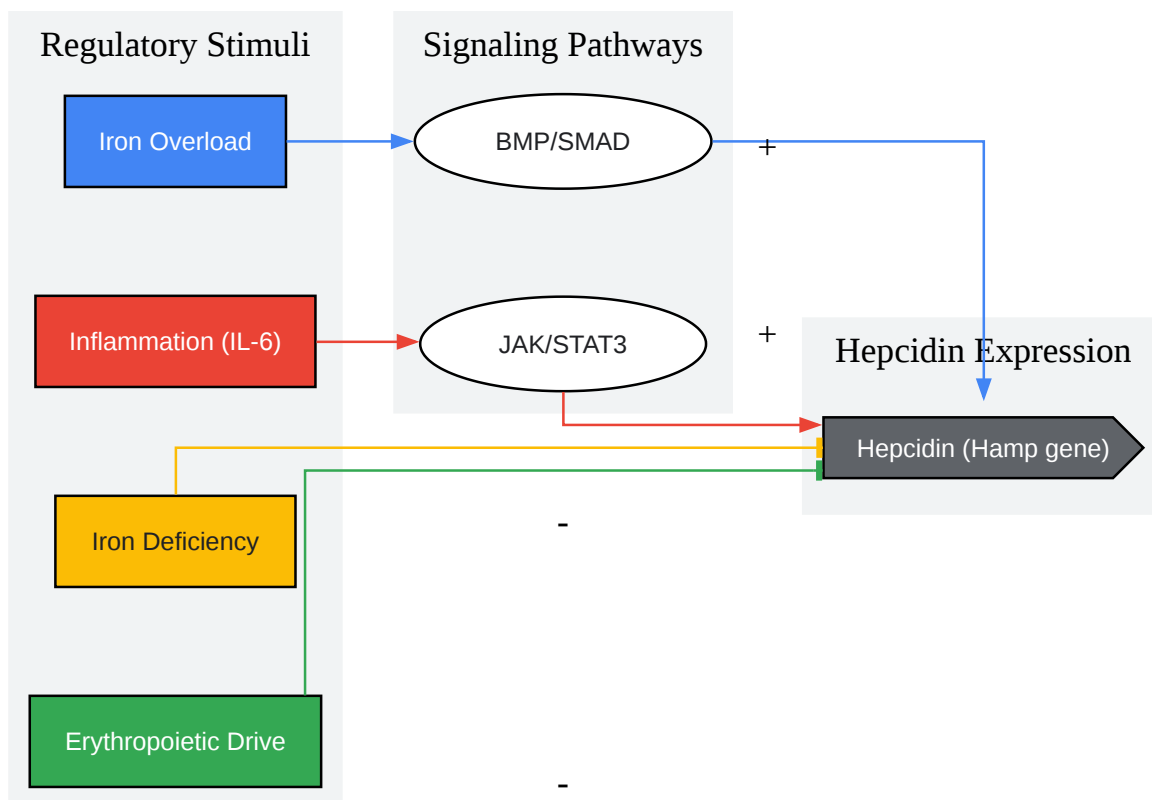 Regulatory Stimuli
Signaling Pathways
Iron Overload
BMP/SMAD
+
Inflammation (IL-6)
JAK/STAT3
+
Hepcidin Expression
Hepcidin (Hamp gene)
-
Iron Deficiency
Erythropoietic Drive
-